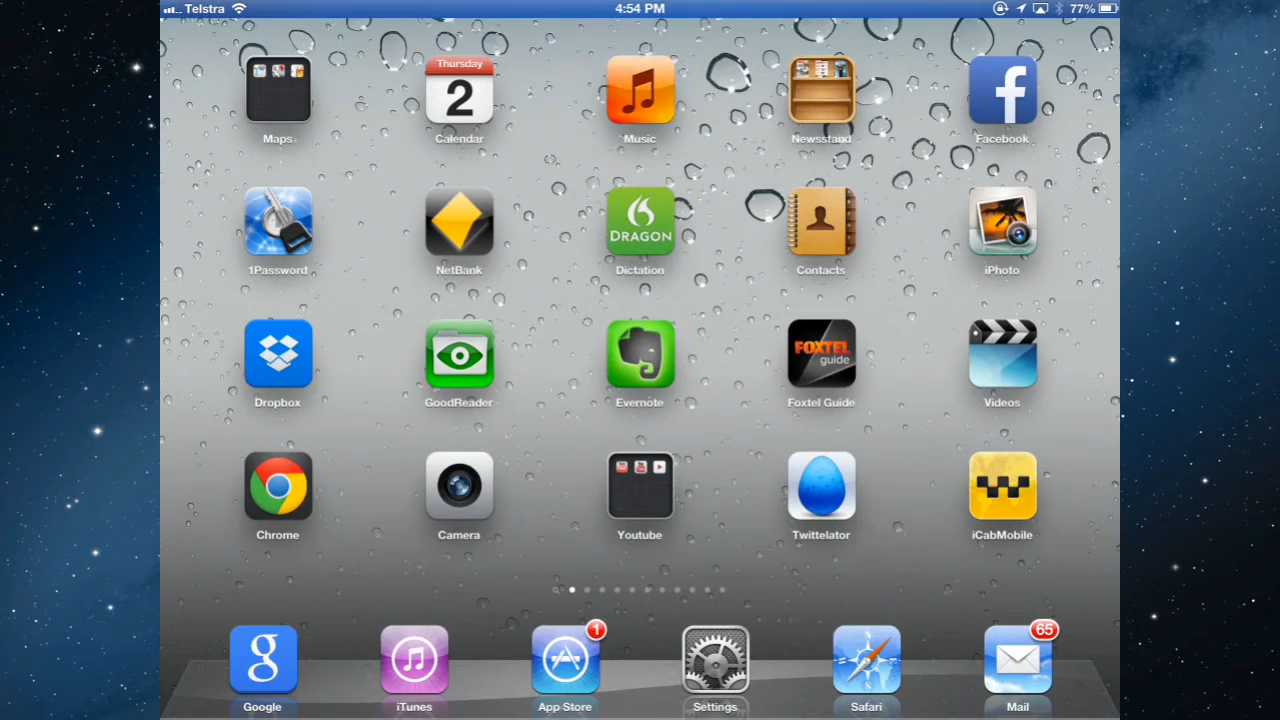 Telstra 4:54 PM 77%
Thursday
2
Maps Calendar Music Newsstand Facebook
DRAGON
1Password NetBank Dictation Contacts iPhoto
FOXTEL
guide
Dropbox GoodReader Evernote Foxtel Guide Videos
Chrome Camera Youtube Twittelator iCabMobile
1 65
Google iTunes App Store Settings Safari Mail